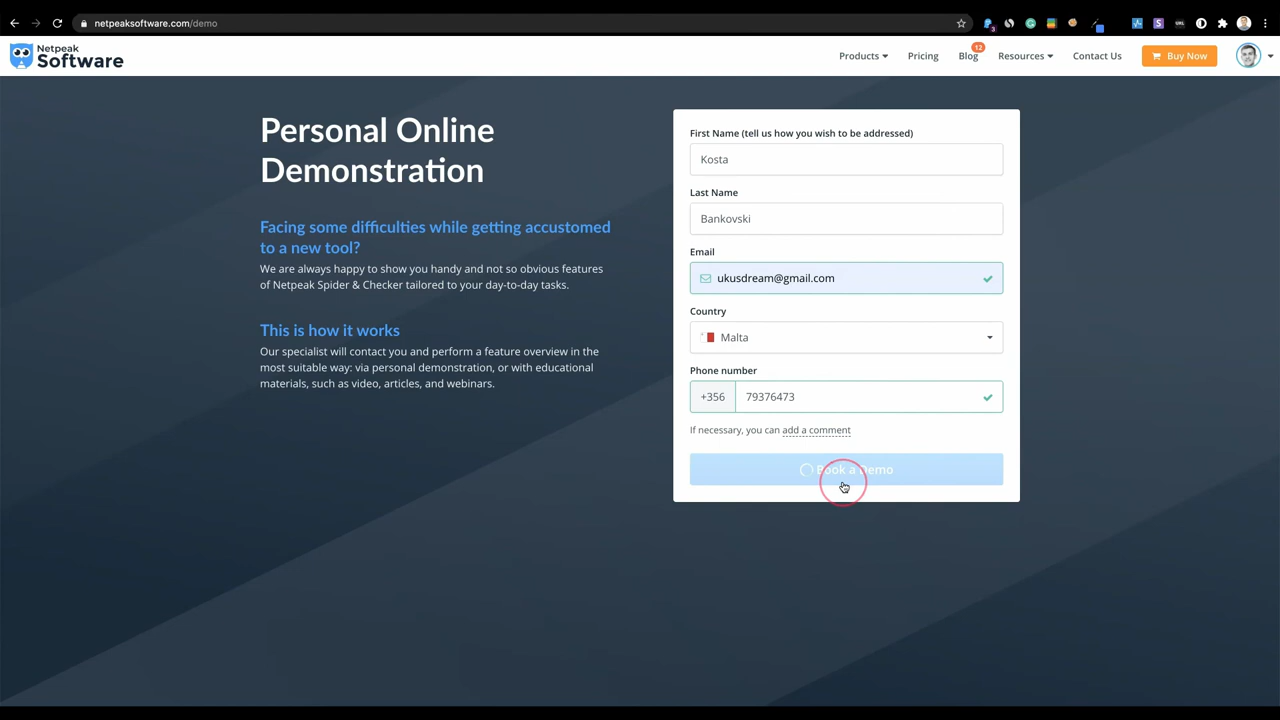 netpeaksoftware.com/demo
3
URL
Netpeak
Software
Products
Pricing
Blog
12
Resources
Contact Us
Buy Now
Personal Online
Demonstration
Facing some difficulties while getting accustomed
to a new tool?
We are always happy to show you handy and not so obvious features
of Netpeak Spider & Checker tailored to your day-to-day tasks.
This is how it works
Our specialist will contact you and perform a feature overview in the
most suitable way: via personal demonstration, or with educational
materials, such as video, articles, and webinars.
First Name (tell us how you wish to be addressed)
Kosta
Last Name
Bankovski
Email
ukusdream@gmail.com
Country
Malta
Phone number
+356 79376473
If necessary, you can add a comment
Book a Demo